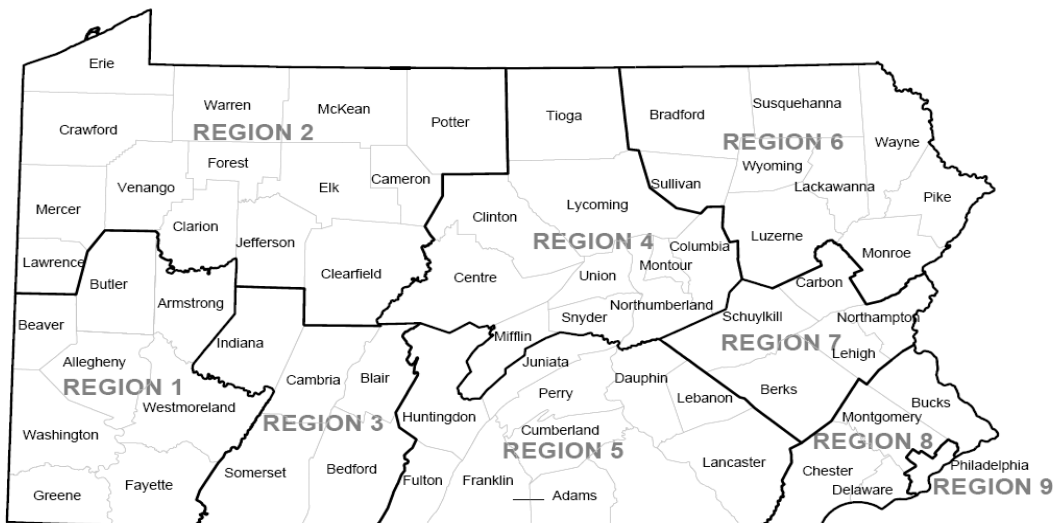 Erie
Warren
McKean
Potter
Crawford
REGION 2
Forest
Venango
Elk
Cameron
Mercer
Clarion
Jefferson
Lawrence
Clearfield
Tioga
Clinton
Lycoming
REGION 4
Columbia
Centre
Union
Montour
Northumberland
Snyder
Mifflin
Bradford
Susquehanna
REGION 6
Wayne
Wyoming
Sullivan
Lackawanna
Pike
Luzerne
Monroe
Butler
Armstrong
Beaver
Allegheny
REGION 1
Westmoreland
Washington
Greene
Fayette
Indiana
Cambria
Blair
REGION 3
Somerset
Bedford
Juniata
Perry
Dauphin
Lebanon
Huntingdon
Cumberland
REGION 5
Lancaster
Fulton
Franklin
Adams
Carbon
Schuylkill
Northampton
REGION 7
Lehigh
Berks
Bucks
Montgomery
REGION 8
Chester
Delaware
Philadelphia
REGION 9